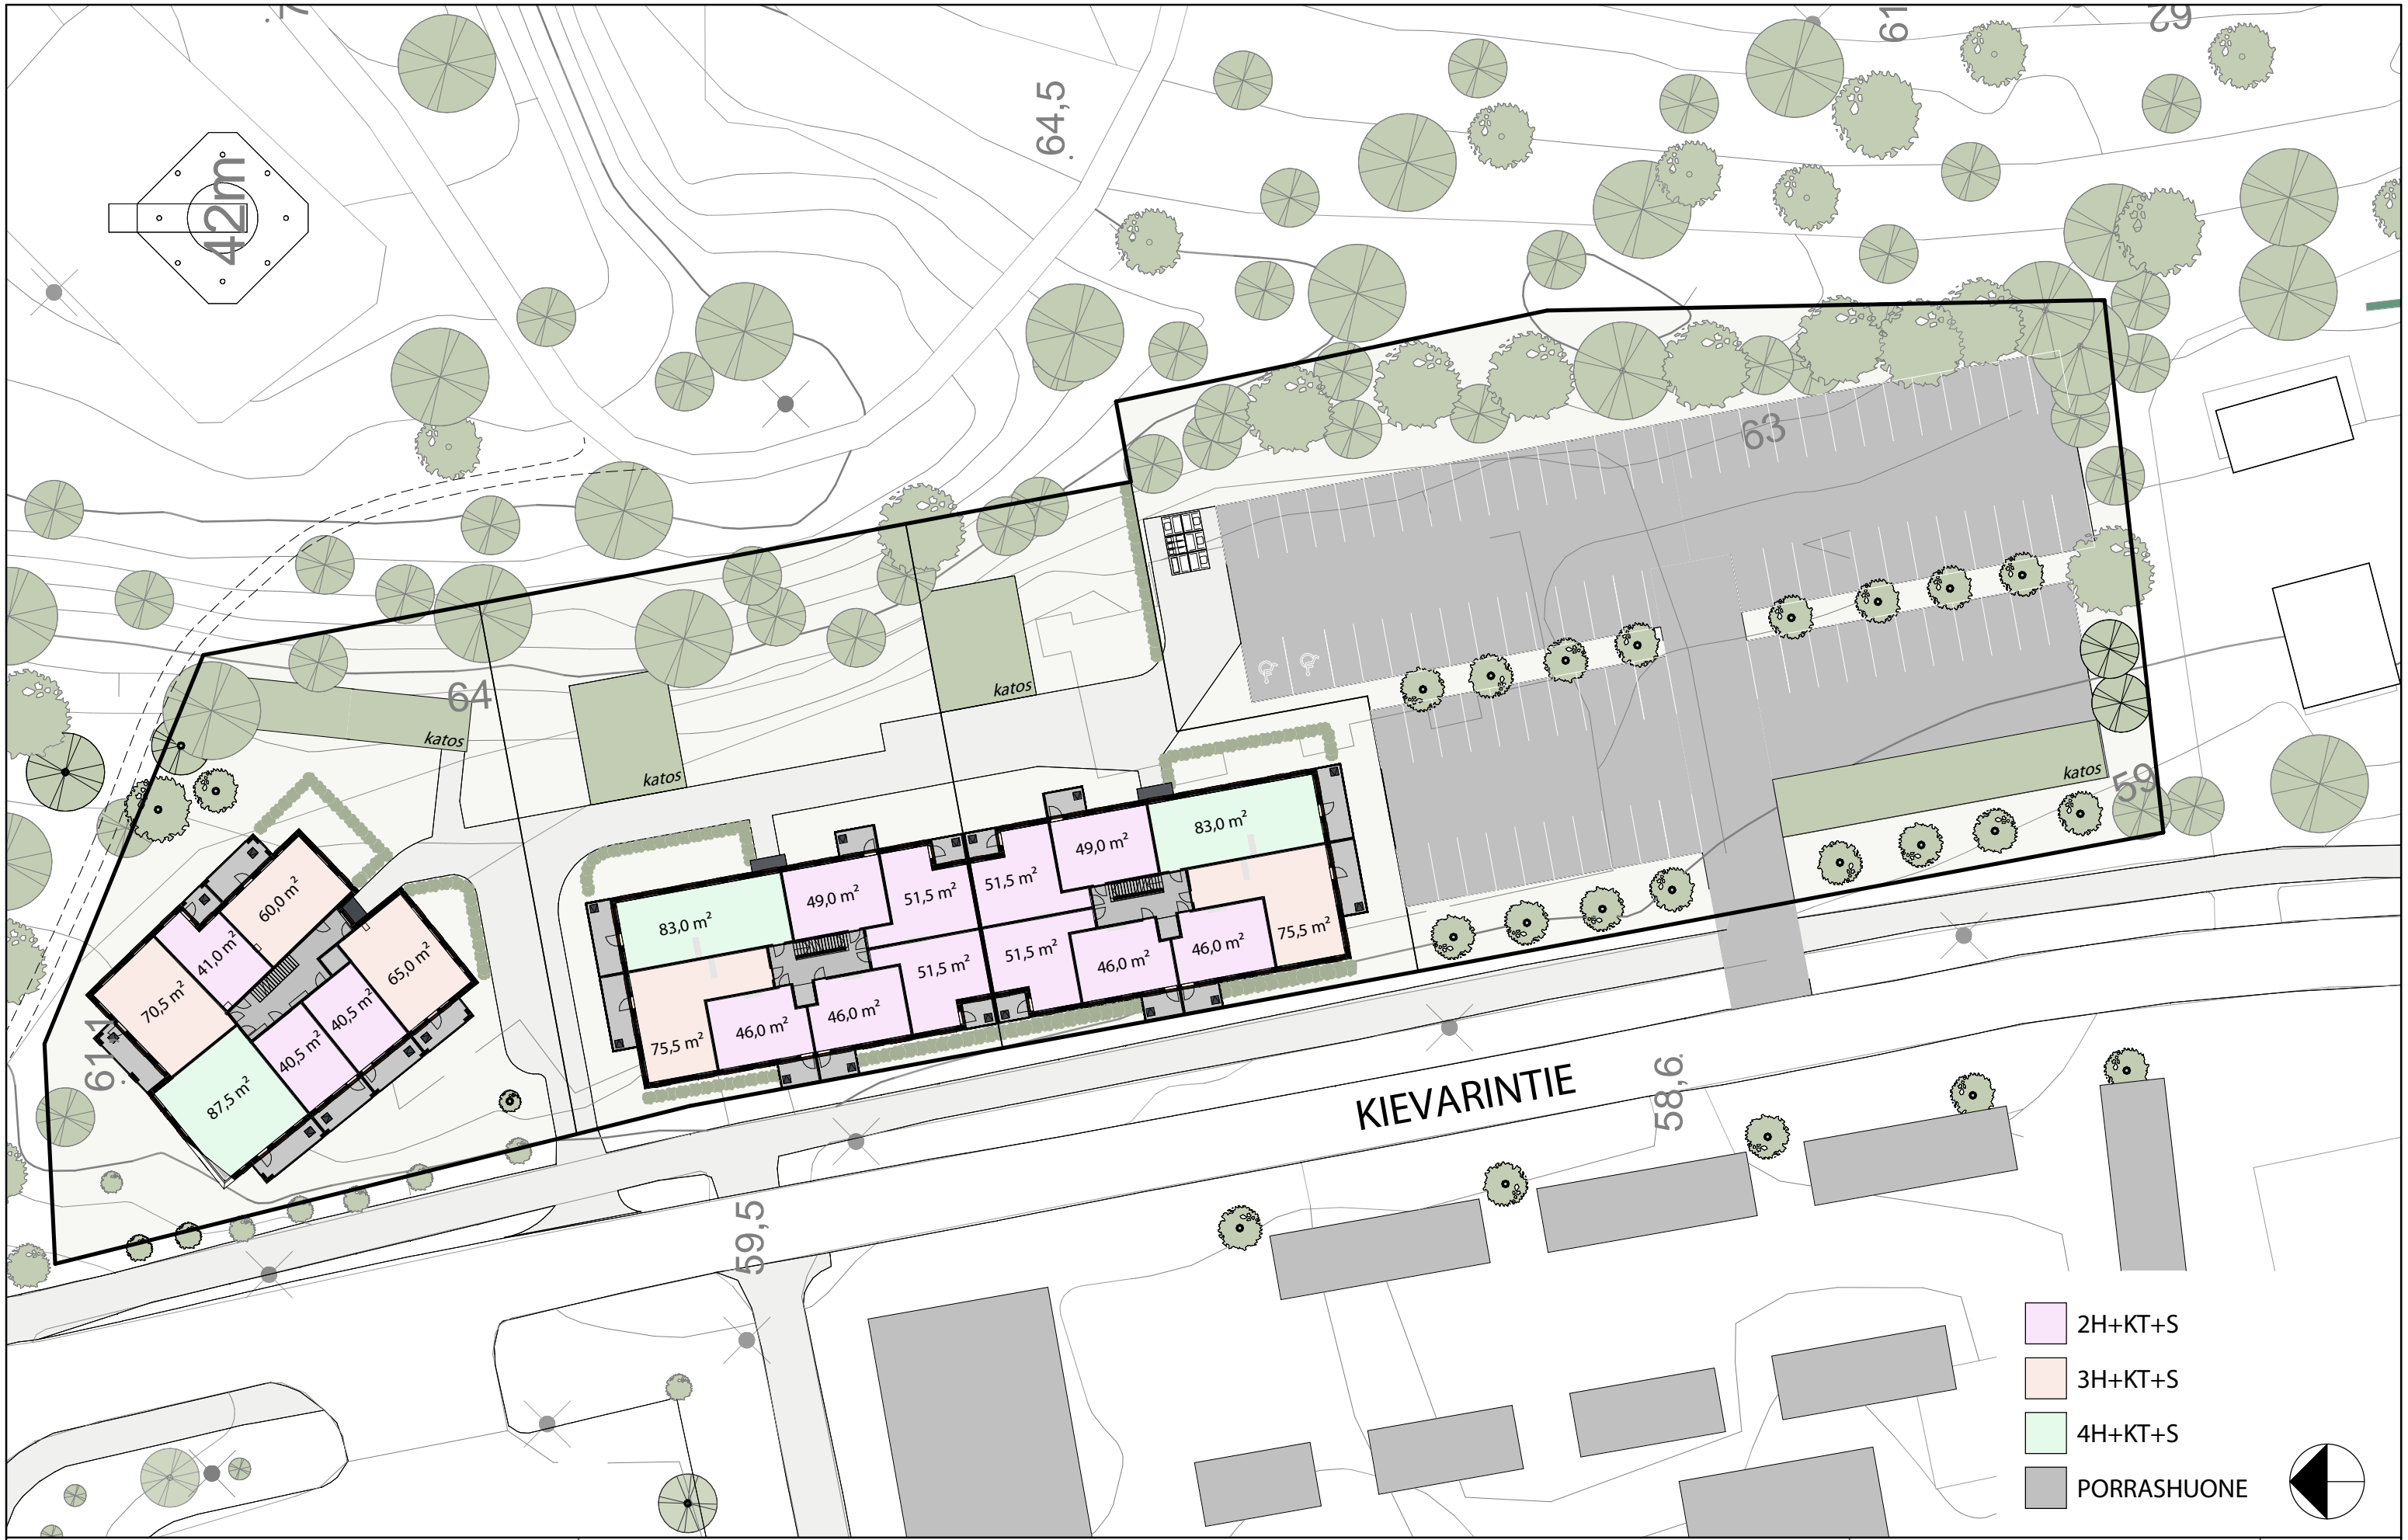 61
62
42m
64,5
63
64
katos
katos
katos
katos
59
83,0 m²
49,0 m²
51,5 m²
51,5 m²
49,0 m²
83,0 m²
60,0 m²
41,0 m²
65,0 m²
70,5 m²
40,5 m²
40,5 m²
87,5 m²
61,1
75,5 m²
46,0 m²
46,0 m²
51,5 m²
51,5 m²
46,0 m²
46,0 m²
75,5 m²
KIEVARINTIE
58,6
59,5
2H+KT+S
3H+KT+S
4H+KT+S
PORRASHUONE